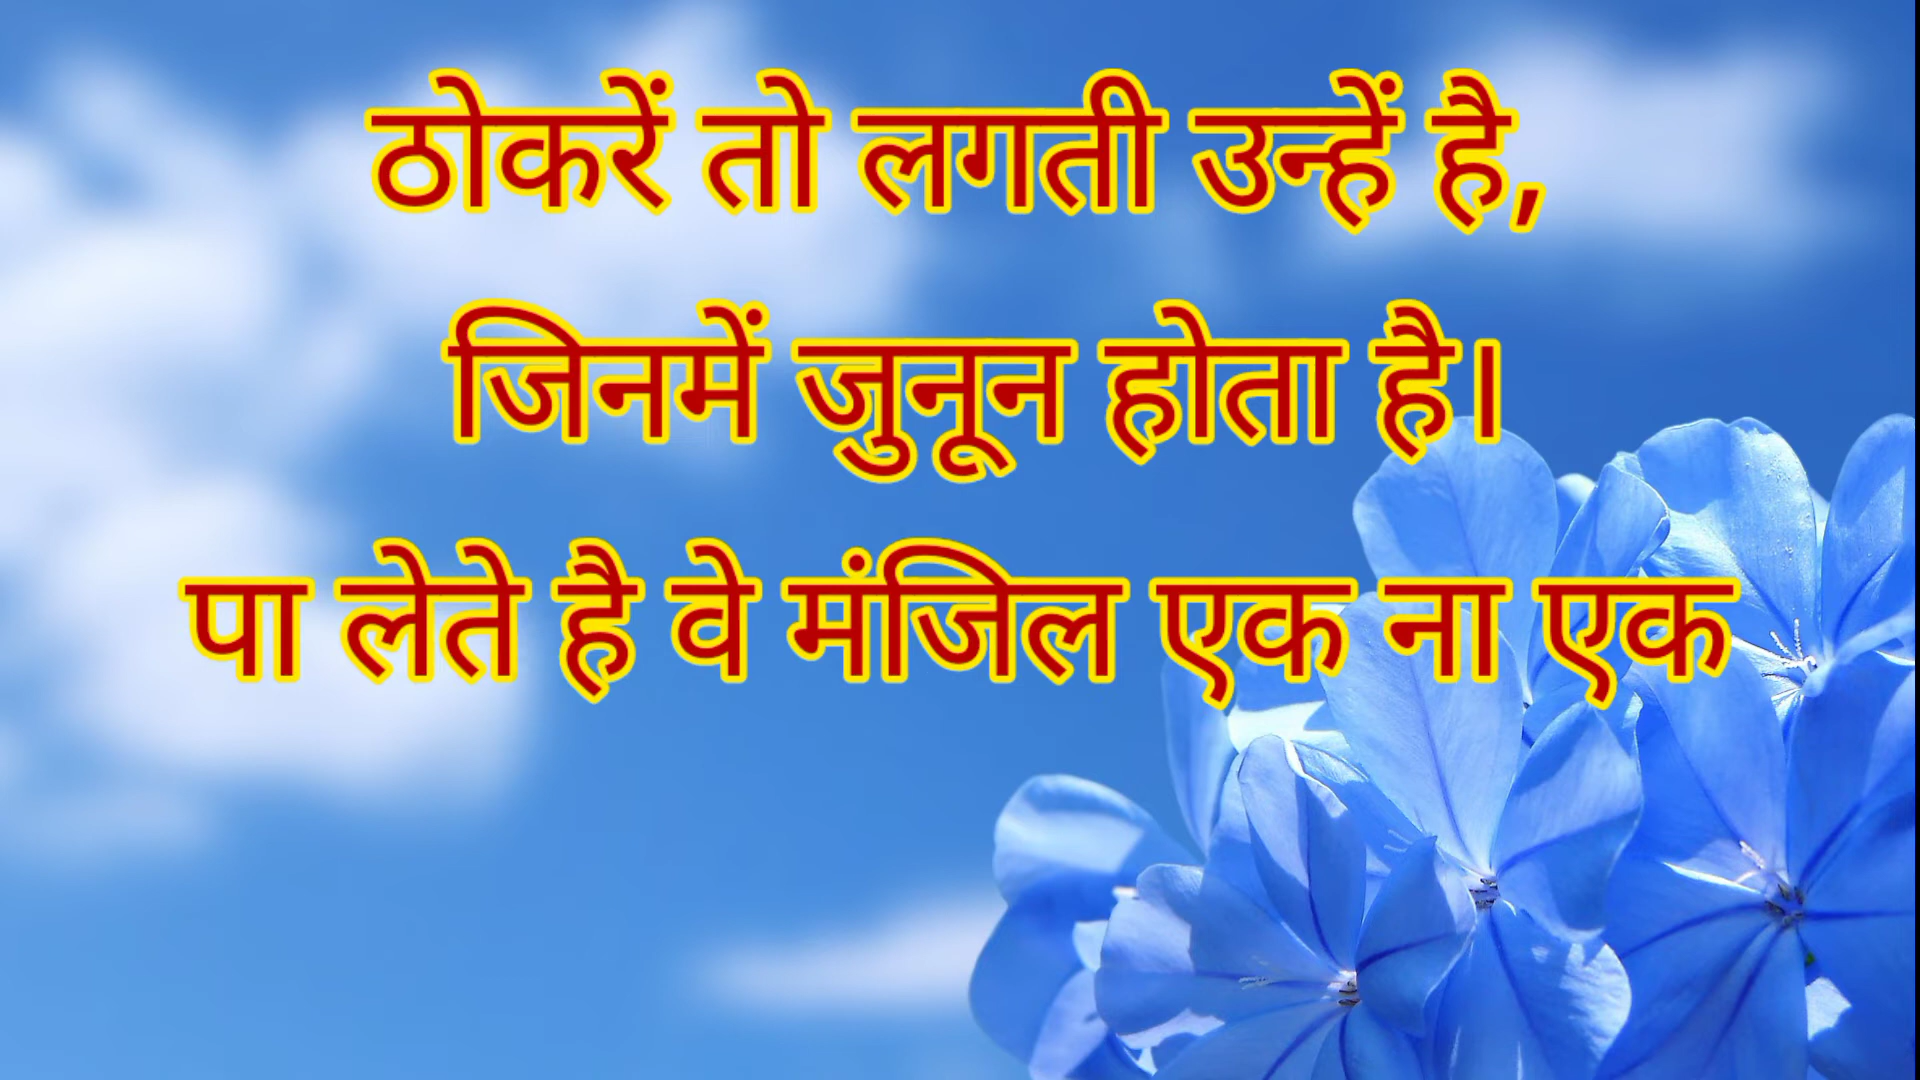 ठोकरें तो लगती उन्हें है,
जिनमें जुनून होता है।
पा लेते है वे मंजिल एक ना एक